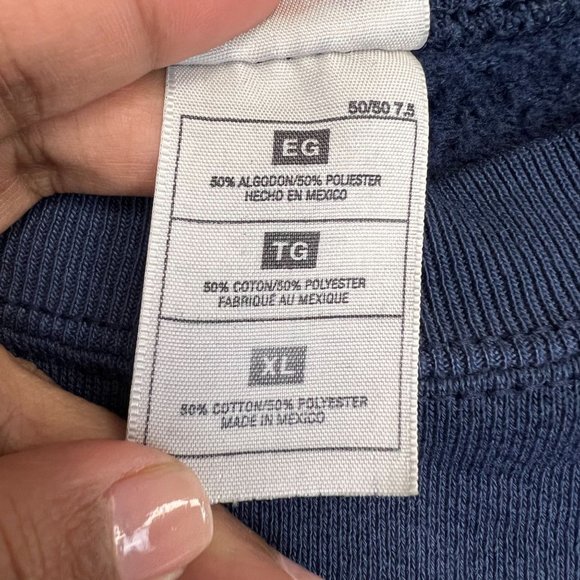 50/50 7.5
EG
50% ALGODON/50% POLIESTER
HECHO EN MEXICO
TG
50% COTON/50% POLYESTER
FABRIQUÉ AU MEXIQUE
XL
50% COTTON/50% POLYESTER
MADE IN MEXICO